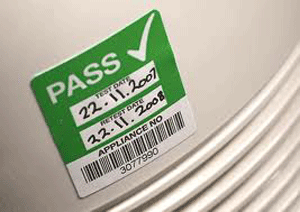 PASS
TEST DATE
22.11.2007
RETEST DATE
22.11.2008
APPLIANCE NO
3077990